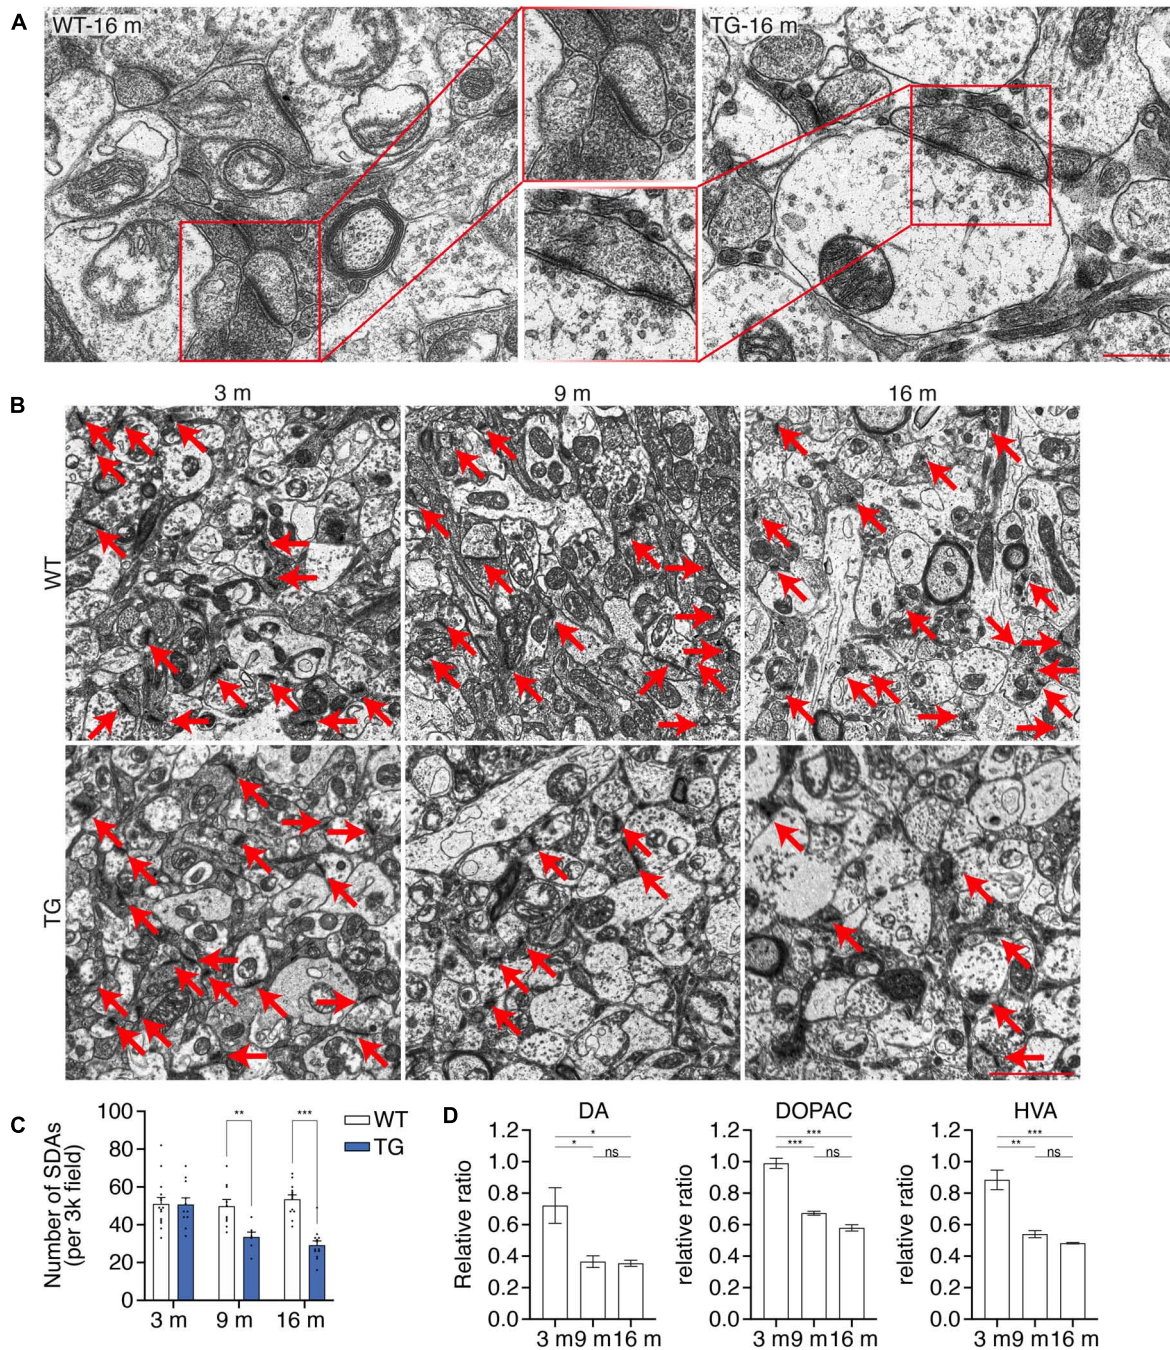 A
WT-16 m
TG-16 m
B
3 m
9 m
16 m
WT
TG
C
Number of SDAs
(per 3k field)
100
80
60
40
20
0
**
***
WT
TG
3 m
9 m
16 m
D
DA
Relative ratio
1.2
1.0
0.8
0.6
0.4
0.2
0.0
*
*
ns
3 m 9 m 16 m
DOPAC
relative ratio
1.2
1.0
0.8
0.6
0.4
0.2
0.0
***
***
ns
3 m 9 m 16 m
HVA
relative ratio
1.2
1.0
0.8
0.6
0.4
0.2
0.0
***
**
ns
3 m 9 m 16 m